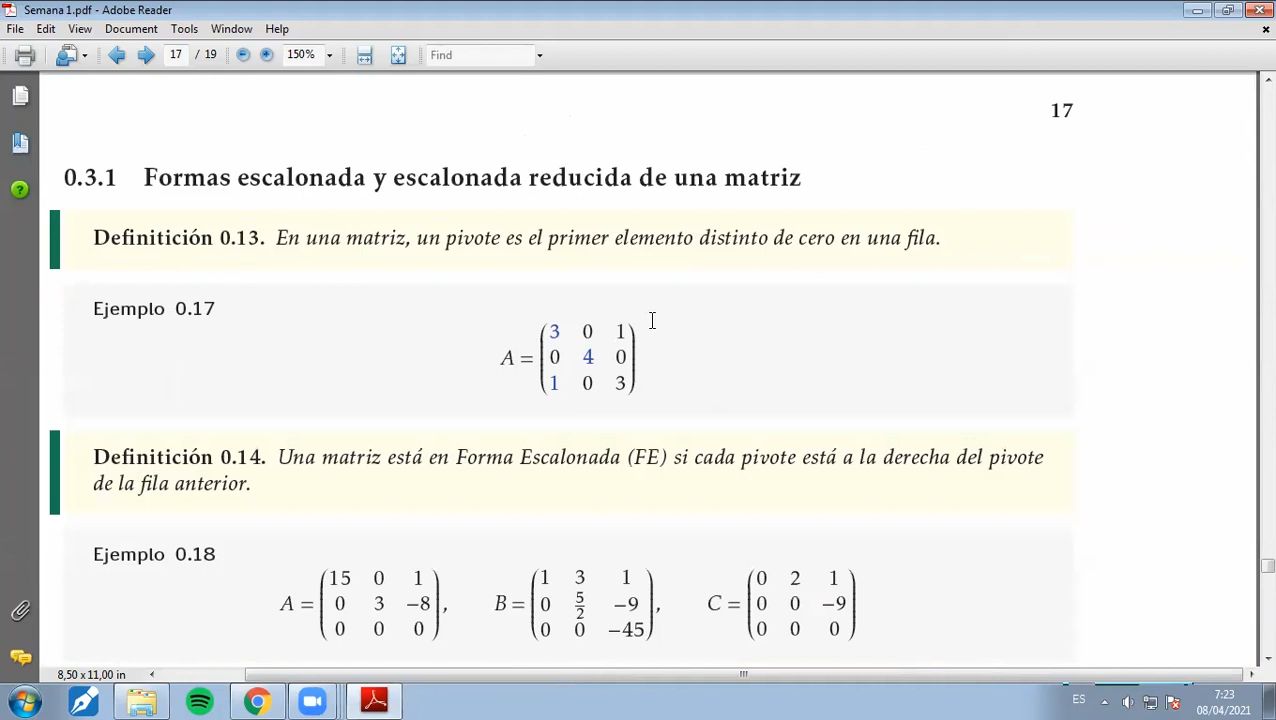 Semana 1.pdf - Adobe Reader
File Edit View Document Tools Window Help
17 / 19 150% Find
17
0.3.1 Formas escalonada y escalonada reducida de una matriz
Definitición 0.13. En una matriz, un pivote es el primer elemento distinto de cero en una fila.
Ejemplo 0.17
A = (3 0 1
0 4 0
1 0 3)
Definitición 0.14. Una matriz está en Forma Escalonada (FE) si cada pivote está a la derecha del pivote
de la fila anterior.
Ejemplo 0.18
A = (15 0 1
0 3 −8
0 0 0),
B = (1 3 1
0 5/2 −9
0 0 −45),
C = (0 2 1
0 0 −9
0 0 0)
8,50 x 11,00 in
ES 7:23
08/04/2021